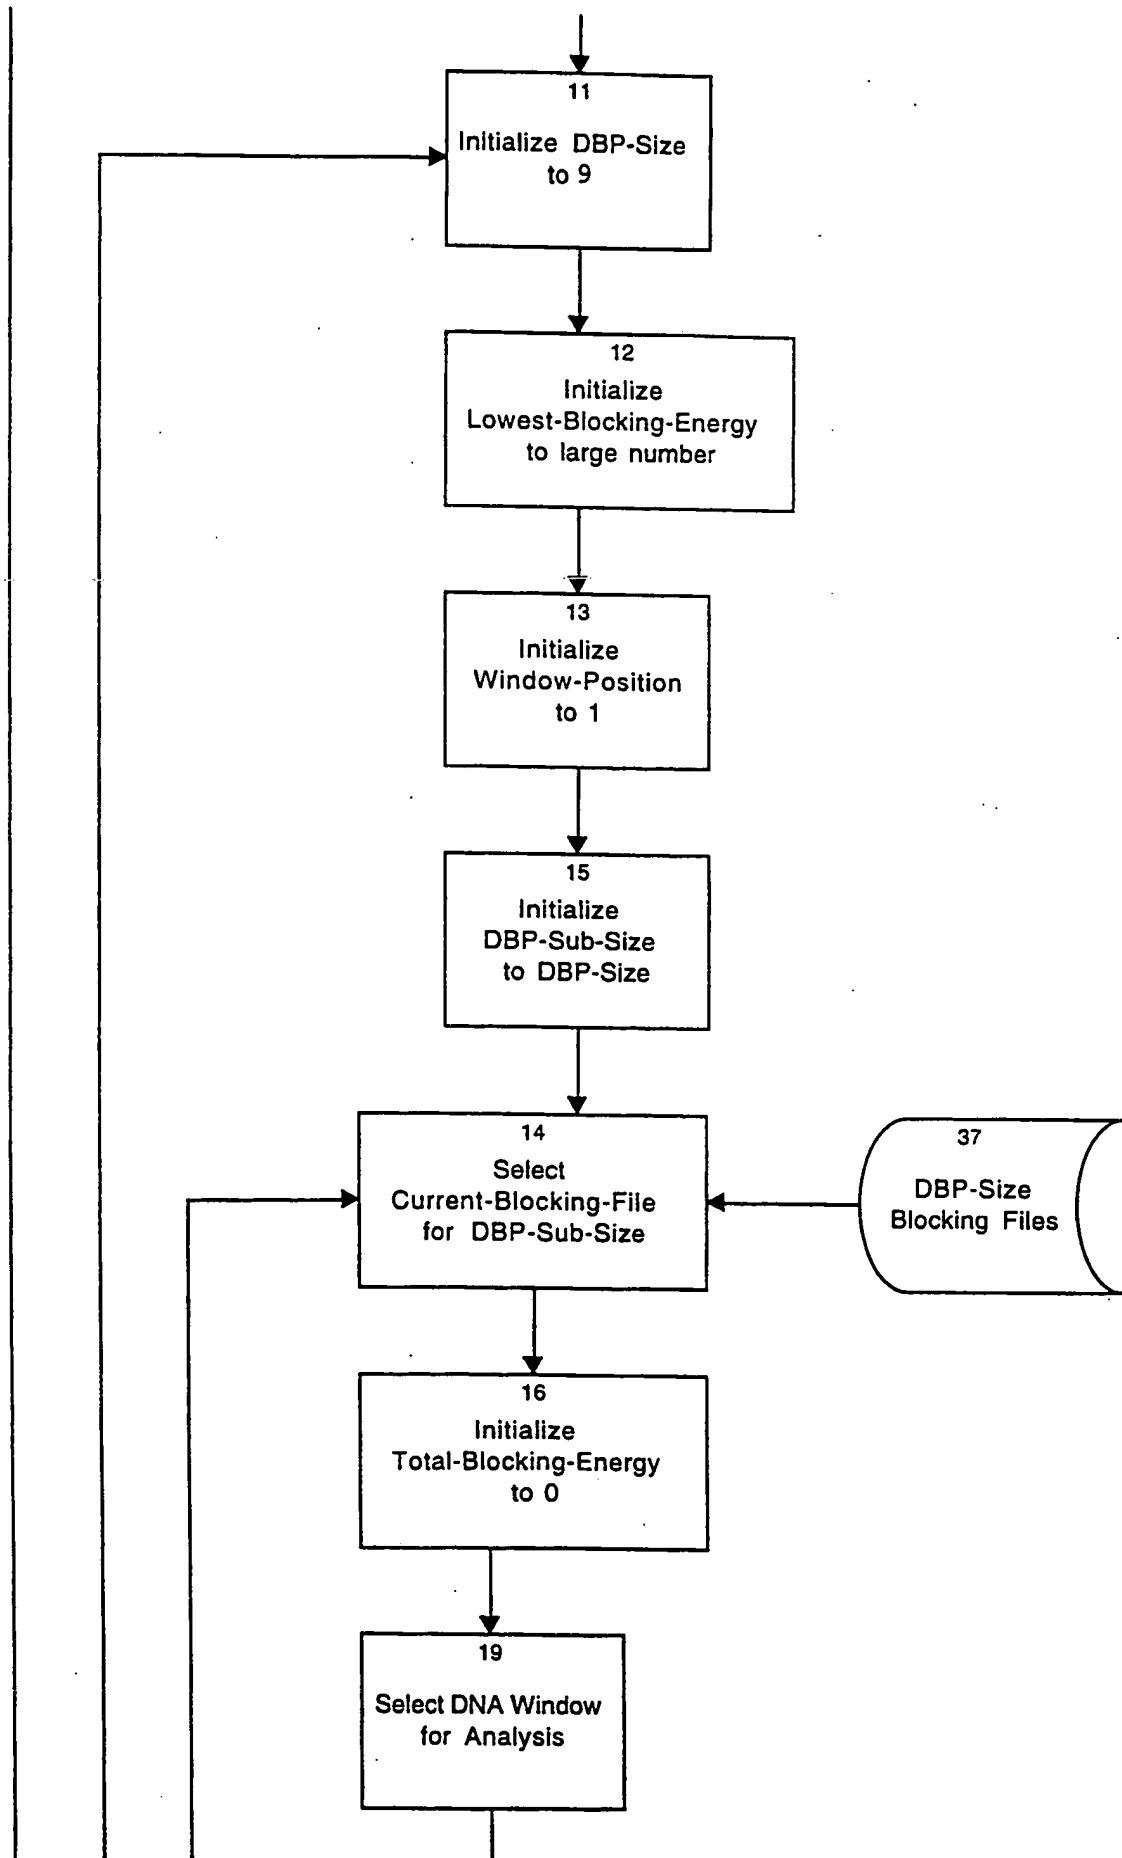 11
Initialize DBP-Size
to 9
12
Initialize
Lowest-Blocking-Energy
to large number
13
Initialize
Window-Position
to 1
15
Initialize
DBP-Sub-Size
to DBP-Size
14
Select
Current-Blocking-File
for DBP-Sub-Size
37
DBP-Size
Blocking Files
16
Initialize
Total-Blocking-Energy
to 0
19
Select DNA Window
for Analysis